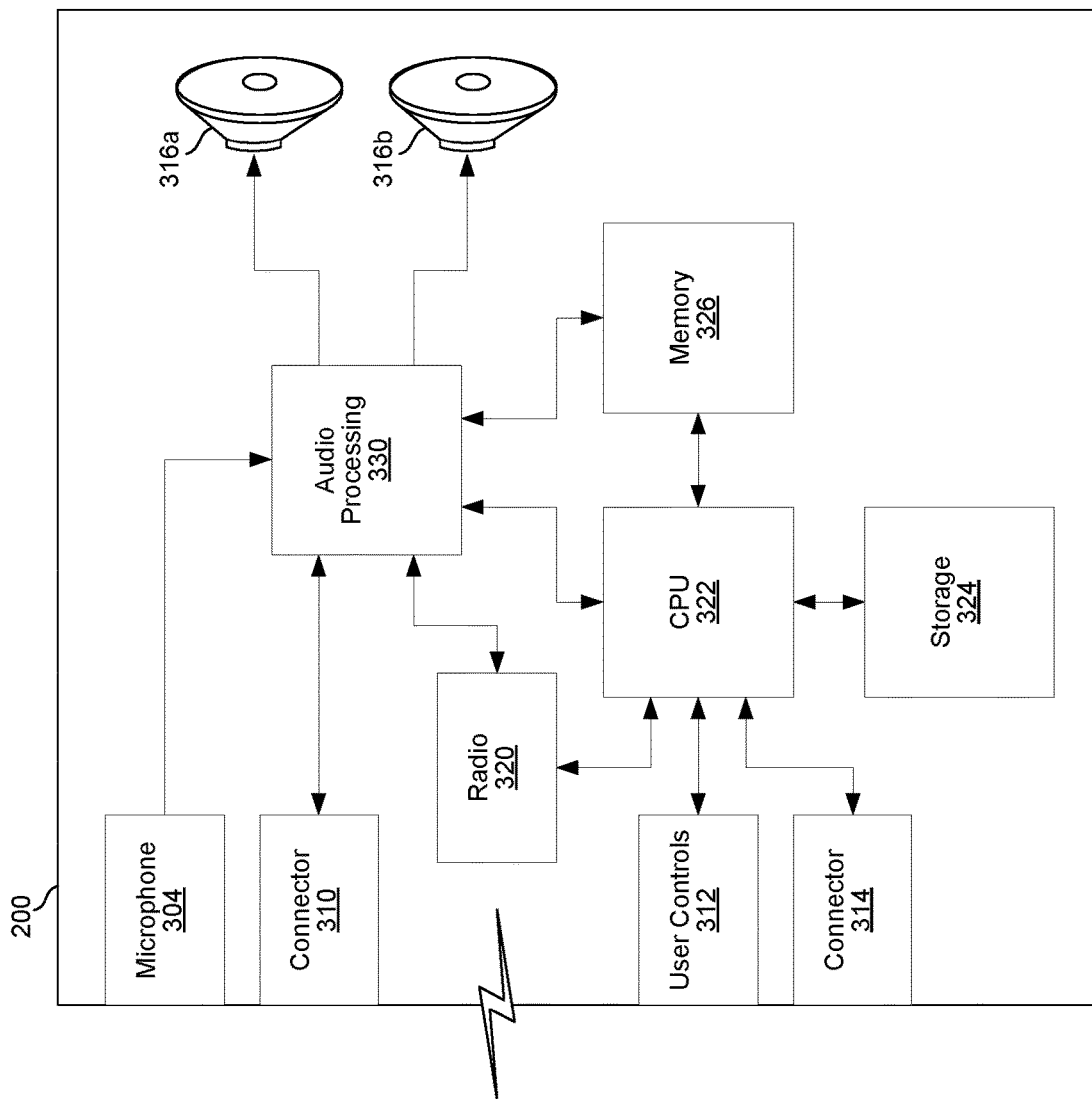 200
Microphone
304
Connector
310
Radio
320
User Controls
312
Connector
314
Audio
Processing
330
CPU
322
Storage
324
Memory
326
316a
316b